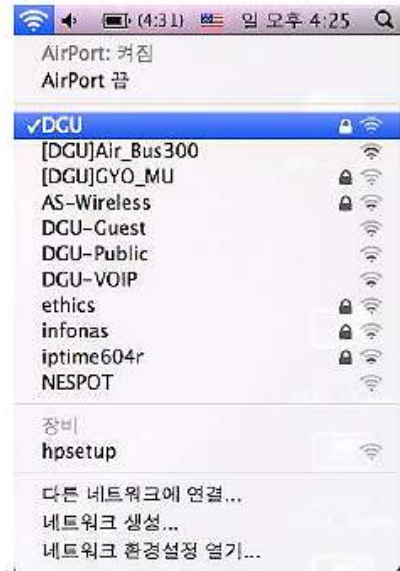 (4:31) 일 오후 4:25
AirPort: 켜짐
AirPort 끔
✓DGU
[DGU]Air_Bus300
[DGU]GYO_MU
AS-Wireless
DGU-Guest
DGU-Public
DGU-VOIP
ethics
infonas
iptime604r
NESPOT
장비
hpsetup
다른 네트워크에 연결...
네트워크 생성...
네트워크 환경설정 열기...